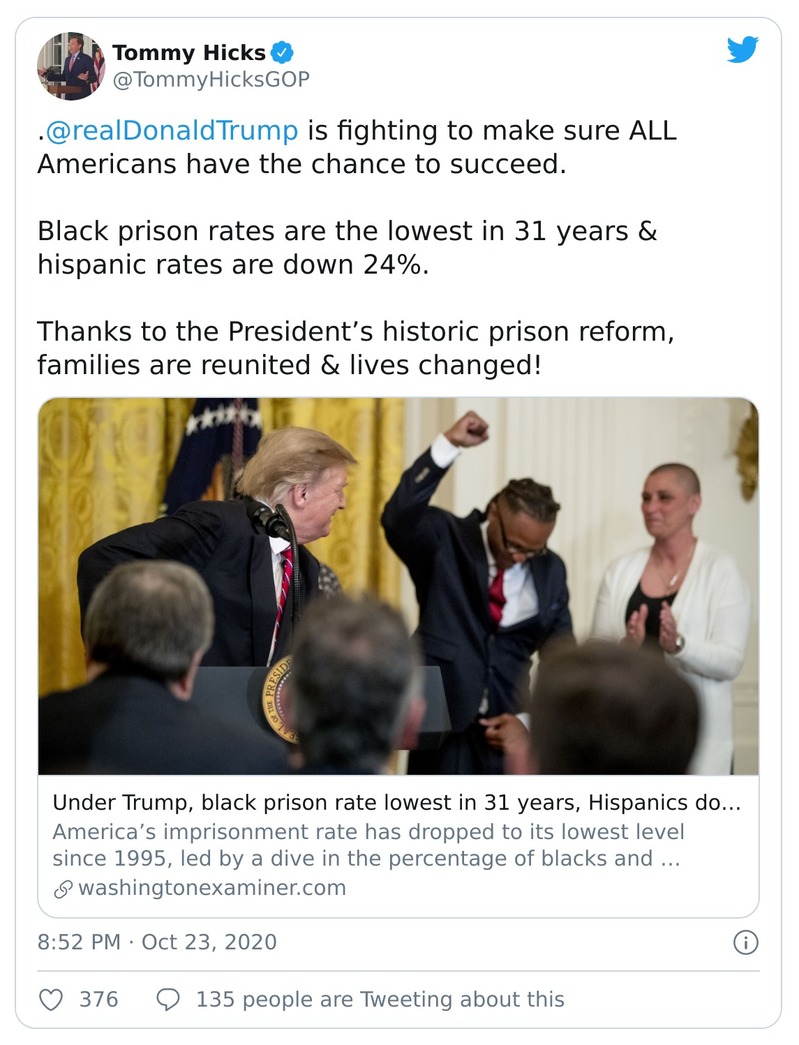 Tommy Hicks
@TommyHicksGOP
.@realDonaldTrump is fighting to make sure ALL
Americans have the chance to succeed.
Black prison rates are the lowest in 31 years &
hispanic rates are down 24%.
Thanks to the President’s historic prison reform,
families are reunited & lives changed!
SEAL OF THE PRESIDE
Under Trump, black prison rate lowest in 31 years, Hispanics do...
America’s imprisonment rate has dropped to its lowest level
since 1995, led by a dive in the percentage of blacks and ...
washingtonexaminer.com
8:52 PM · Oct 23, 2020
376
135 people are Tweeting about this